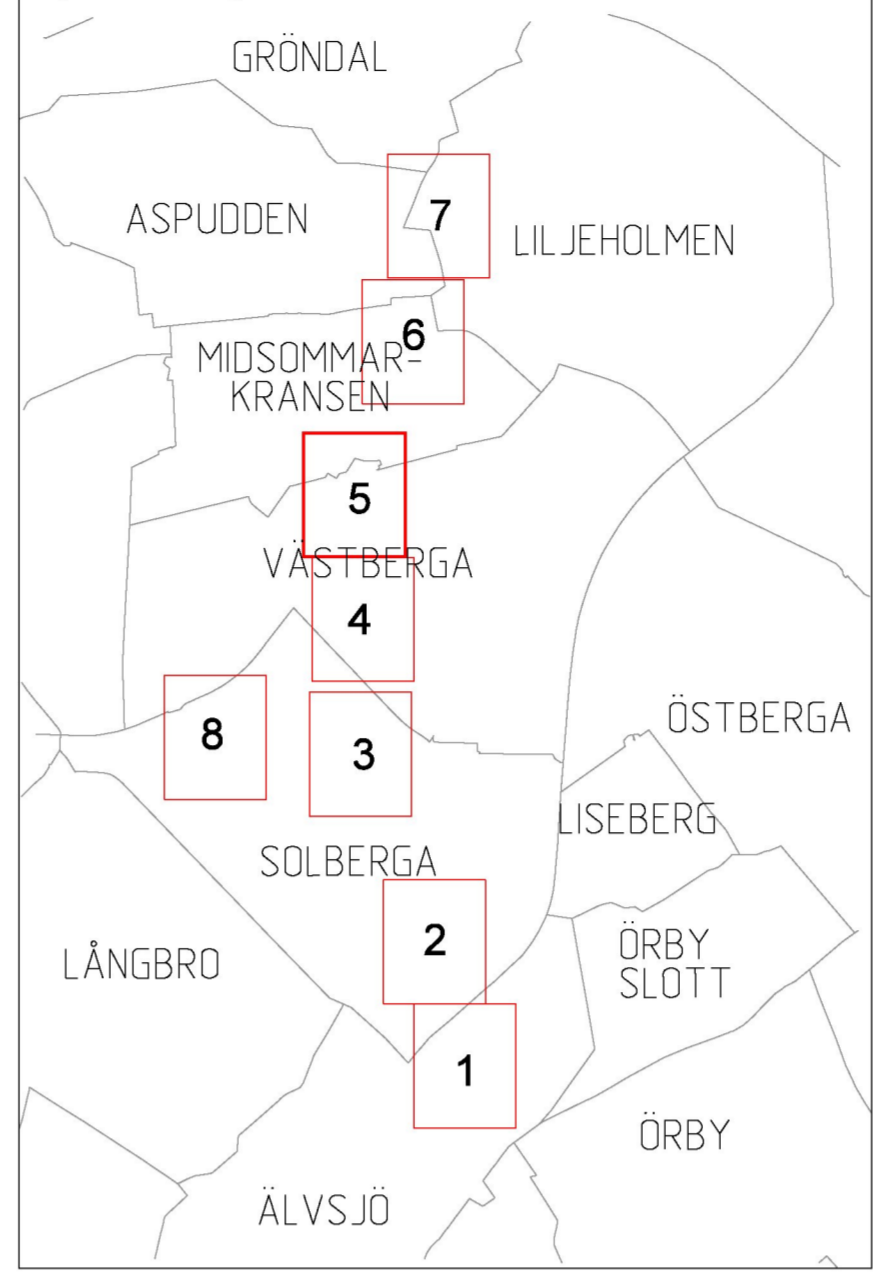 GRÖNDAL
ASPUDDEN
7
LILJEHOLMEN
6
MIDSOMMAR-
KRANSEN
5
VÄSTBERGA
4
ÖSTBERGA
8
3
LISEBERG
SOLBERGA
2
ÖRBY
SLOTT
LÅNGBRO
1
ÖRBY
ÄLVSJÖ